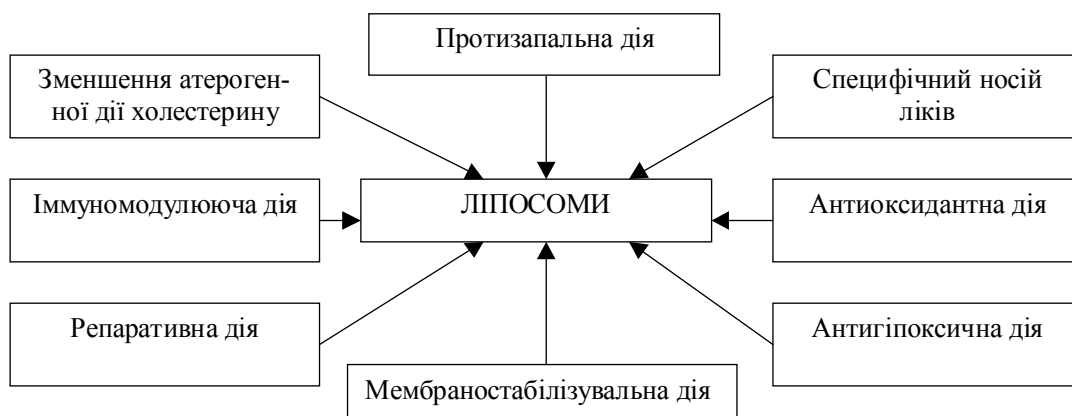 Протизапальна дія
Зменшення атероген-
ної дії холестерину
Специфічний носій
ліків
Іммуномодулююча дія
ЛІПОСОМИ
Антиоксидантна дія
Репаративна дія
Антигіпоксична дія
Мембраностабілізувальна дія